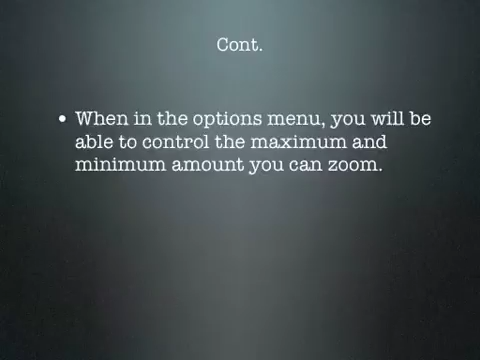 Cont.
• When in the options menu, you will be
able to control the maximum and
minimum amount you can zoom.